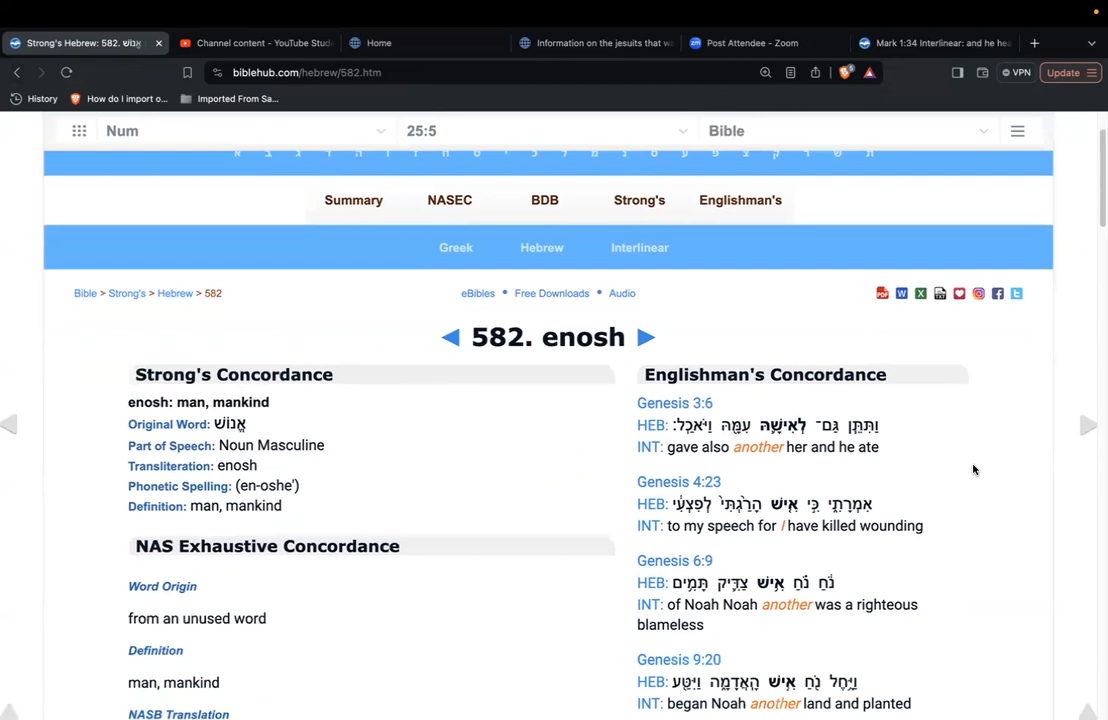 Strong's Hebrew: 582. אֱנוֹשׁ
Channel content - YouTube Stud
Home
Information on the jesuits that w
Post Attendee - Zoom
Mark 1:34 Interlinear: and he hea
biblehub.com/hebrew/582.htm
VPN
Update
History
How do I import o...
Imported From Sa...
Num
25:5
Bible
א ב ג ד ה ו ז ח ט י כ ל מ נ ס ע פ צ ק ר ש ת
Summary
NASEC
BDB
Strong's
Englishman's
Greek
Hebrew
Interlinear
Bible > Strong's > Hebrew > 582
eBibles • Free Downloads • Audio
◀ 582. enosh ▶
Strong's Concordance
enosh: man, mankind
Original Word: אֱנוֹשׁ
Part of Speech: Noun Masculine
Transliteration: enosh
Phonetic Spelling: (en-oshe')
Definition: man, mankind
NAS Exhaustive Concordance
Word Origin
from an unused word
Definition
man, mankind
NASB Translation
Englishman's Concordance
Genesis 3:6
HEB: וַתִּתֵּ֧ן גַּם־ לְאִישָׁ֛הּ עִמָּ֖הּ וַיֹּאכַֽל׃
INT: gave also another her and he ate
Genesis 4:23
HEB: אִמְרָתִ֑י כִּ֣י אִ֤ישׁ הָרַ֙גְתִּי֙ לְפִצְעִ֔י
INT: to my speech for I have killed wounding
Genesis 6:9
HEB: נֹ֔חַ נֹ֗חַ אִ֥ישׁ צַדִּ֛יק תָּמִ֥ים
INT: of Noah Noah another was a righteous
blameless
Genesis 9:20
HEB: וַיָּ֥חֶל נֹ֖חַ אִ֣ישׁ הָֽאֲדָמָ֑ה וַיִּטַּ֖ע
INT: began Noah another land and planted